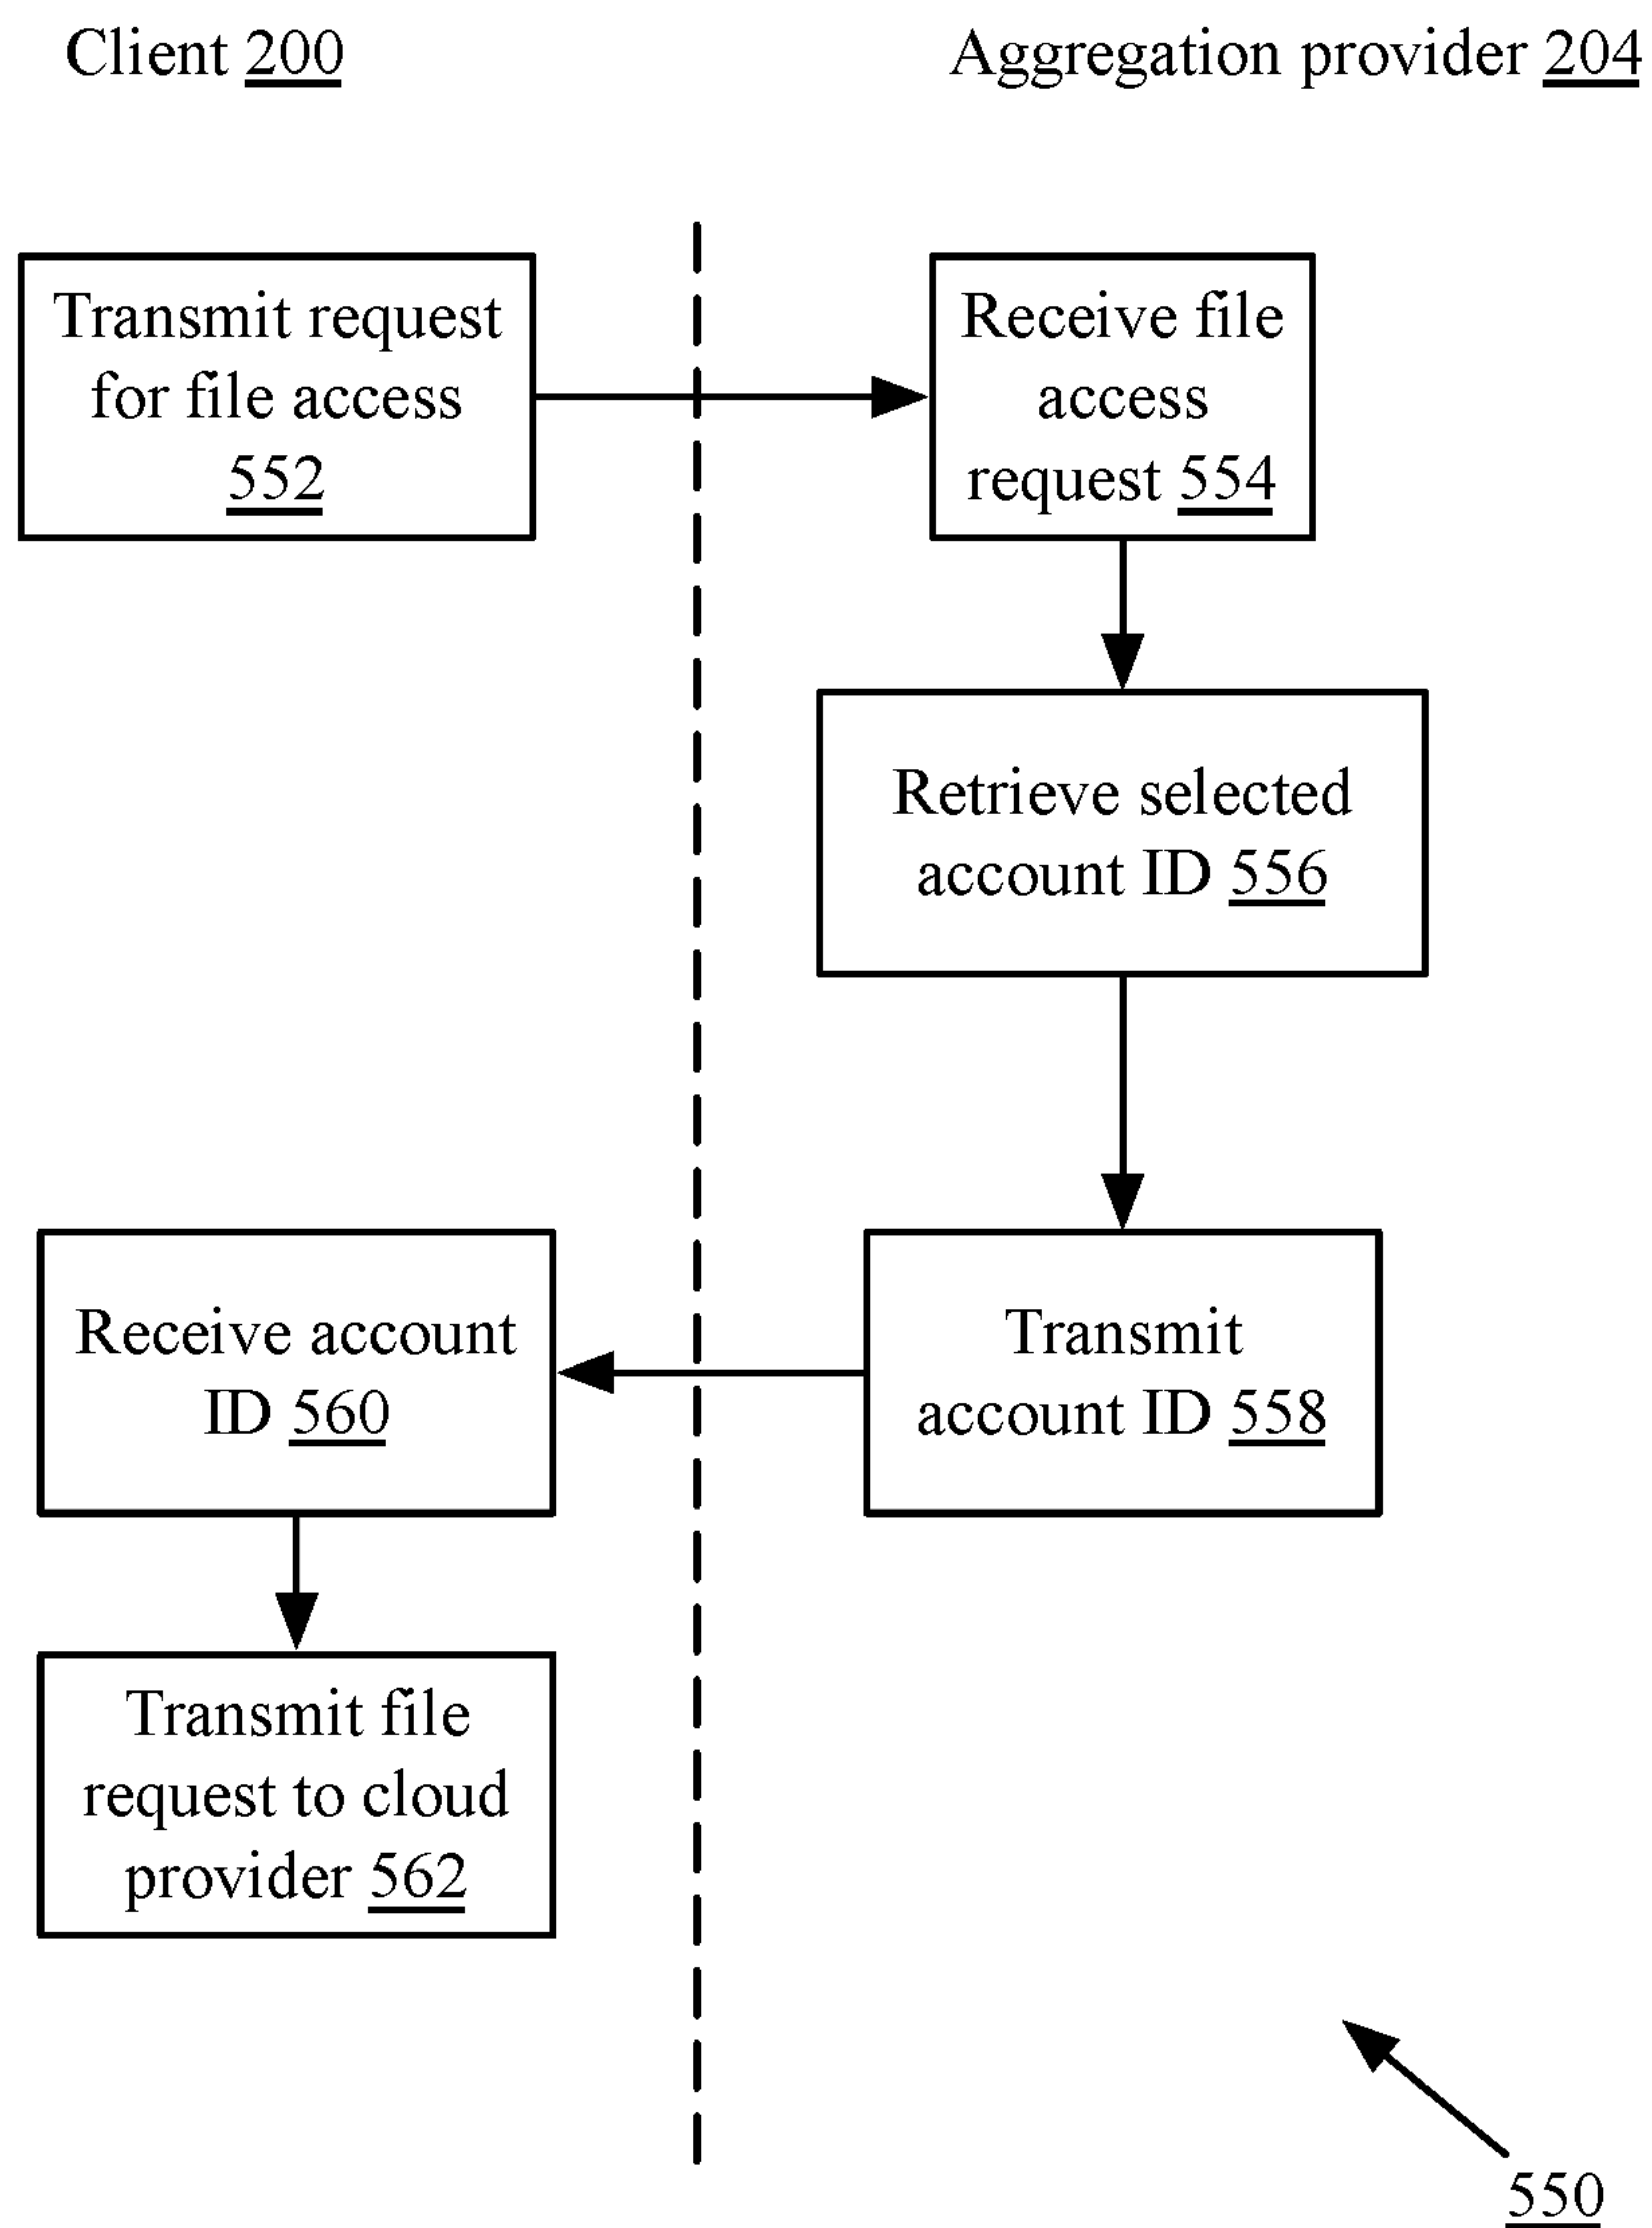 Client 200
Aggregation provider 204
Transmit request
for file access
552
Receive file
access
request 554
Retrieve selected
account ID 556
Transmit
account ID 558
Receive account
ID 560
Transmit file
request to cloud
provider 562
550